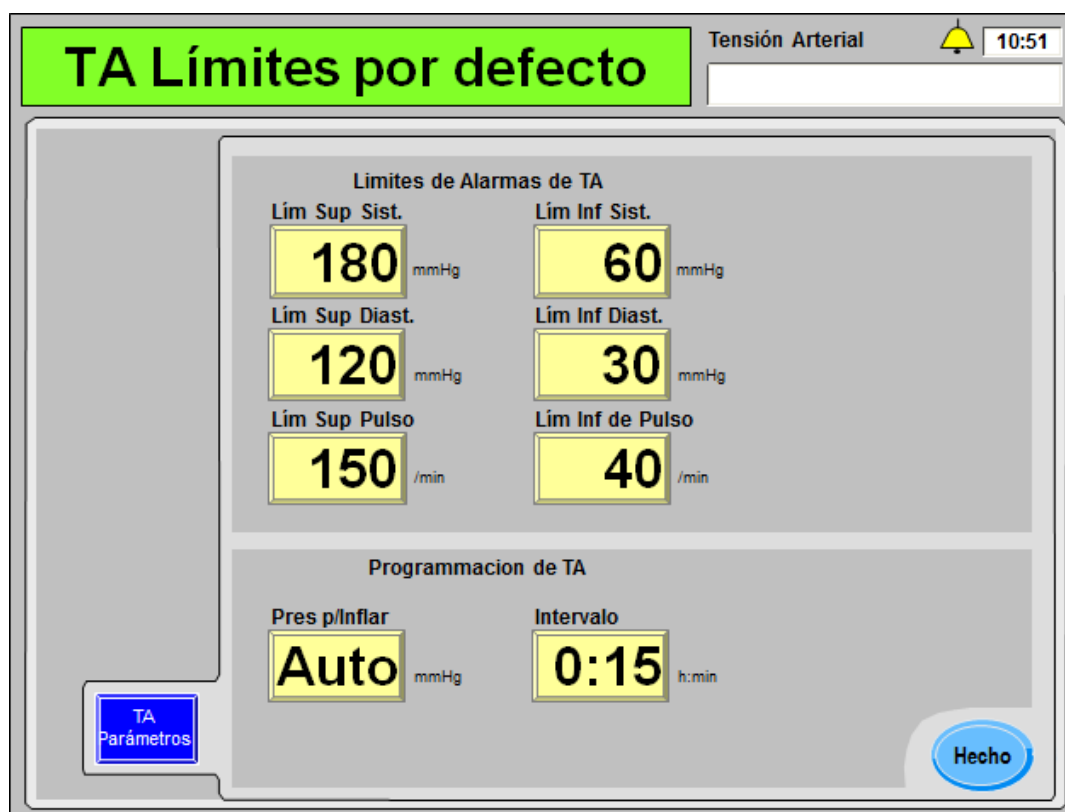 TA Límites por defecto
Tensión Arterial
10:51
Limites de Alarmas de TA
Lím Sup Sist. Lím Inf Sist.
180 mmHg 60 mmHg
Lím Sup Diast. Lím Inf Diast.
120 mmHg 30 mmHg
Lím Sup Pulso Lím Inf de Pulso
150 /min 40 /min
Programmacion de TA
Pres p/Inflar Intervalo
Auto mmHg 0:15 h:min
TA
Parámetros
Hecho